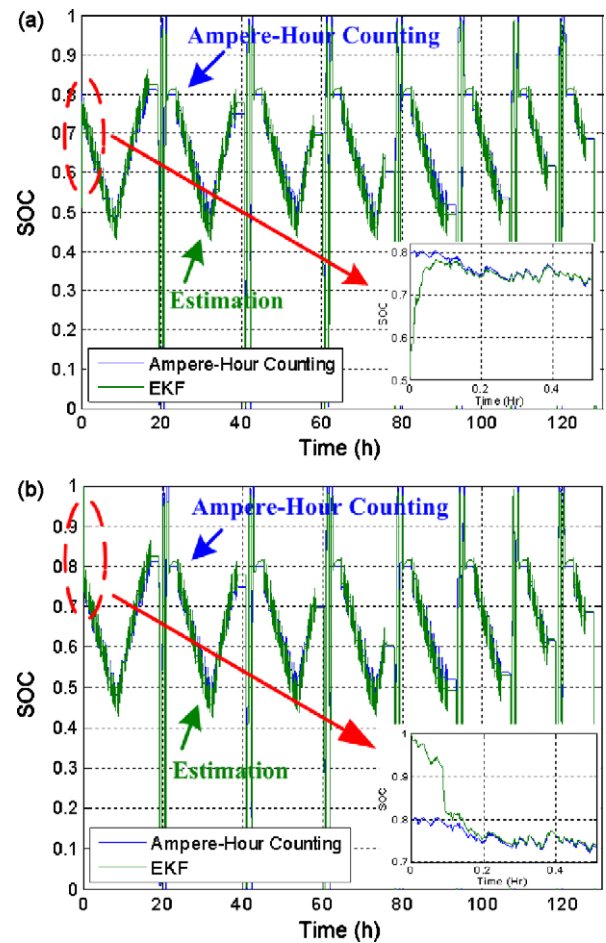 (a)
1
0.9
0.8
0.7
0.6
0.5
0.4
0.3
0.2
0.1
0
SOC
Ampere-Hour Counting
Estimation
Ampere-Hour Counting
EKF
0.8
0.7
0.6
0.5
SOC
0 0.2 0.4
Time (Hr)
0 20 40 60 80 100 120
Time (h)
(b)
1
0.9
0.8
0.7
0.6
0.5
0.4
0.3
0.2
0.1
0
SOC
Ampere-Hour Counting
Estimation
Ampere-Hour Counting
EKF
1
0.9
0.8
0.7
SOC
0 0.2 0.4
Time (Hr)
0 20 40 60 80 100 120
Time (h)